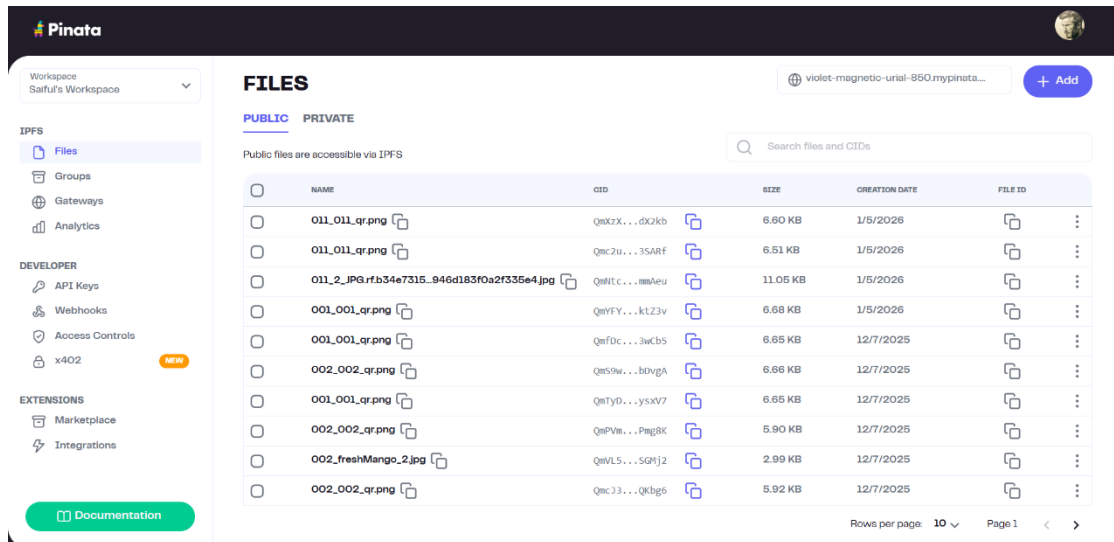 Pinata
Workspace
Saiful's Workspace
FILES
violet-magnetic-urial-850.mypinata....
+ Add
PUBLIC PRIVATE
Public files are accessible via IPFS
Search files and CIDs
IPFS
Files
Groups
Gateways
Analytics
DEVELOPER
API Keys
Webhooks
Access Controls
x402 NEW
EXTENSIONS
Marketplace
Integrations
Documentation
NAME CID SIZE CREATION DATE FILE ID
011_011_qr.png QmXzX...dX2kb 6.60 KB 1/5/2026
011_011_qr.png Qmc2u...3SARf 6.51 KB 1/5/2026
011_2_JPG.rf.b34e7315...946d183f0a2f335e4.jpg QmNtc...mmAeu 11.05 KB 1/5/2026
001_001_qr.png QmYFY...ktZ3v 6.68 KB 1/5/2026
001_001_qr.png QmfDc...3wCb5 6.65 KB 12/7/2025
002_002_qr.png QmS9w...bDvgA 6.66 KB 12/7/2025
001_001_qr.png QmTyD...ysxV7 6.65 KB 12/7/2025
002_002_qr.png QmPVm...Pmg8K 5.90 KB 12/7/2025
002_freshMango_2.jpg QmVL5...SGMj2 2.99 KB 12/7/2025
002_002_qr.png QmcJ3...QKbg6 5.92 KB 12/7/2025
Rows per page: 10 Page 1